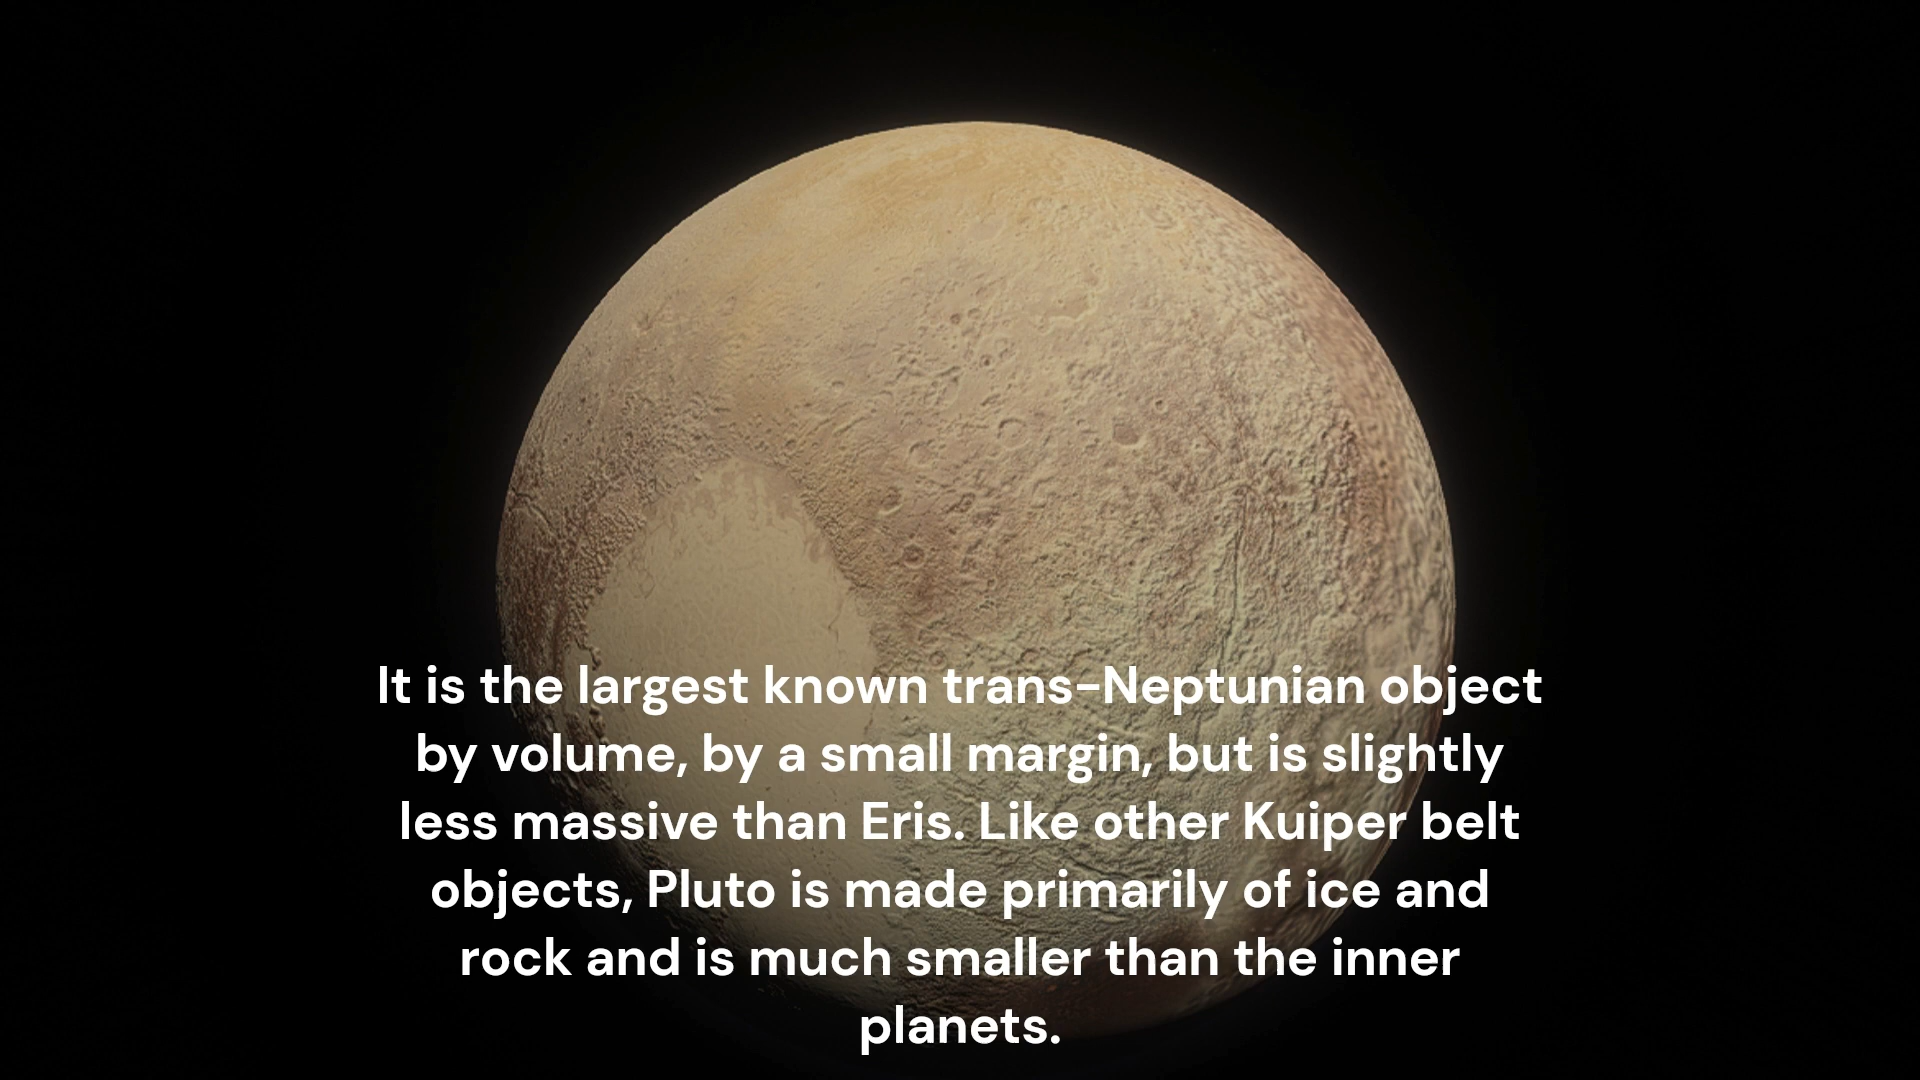 It is the largest known trans-Neptunian object
by volume, by a small margin, but is slightly
less massive than Eris. Like other Kuiper belt
objects, Pluto is made primarily of ice and
rock and is much smaller than the inner
planets.